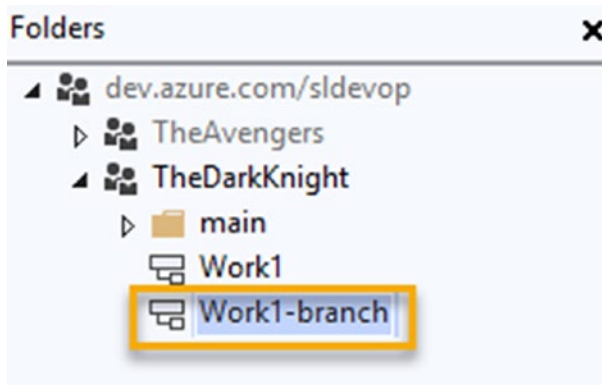 Folders
dev.azure.com/sldevop
TheAvengers
TheDarkKnight
main
Work1
Work1-branch